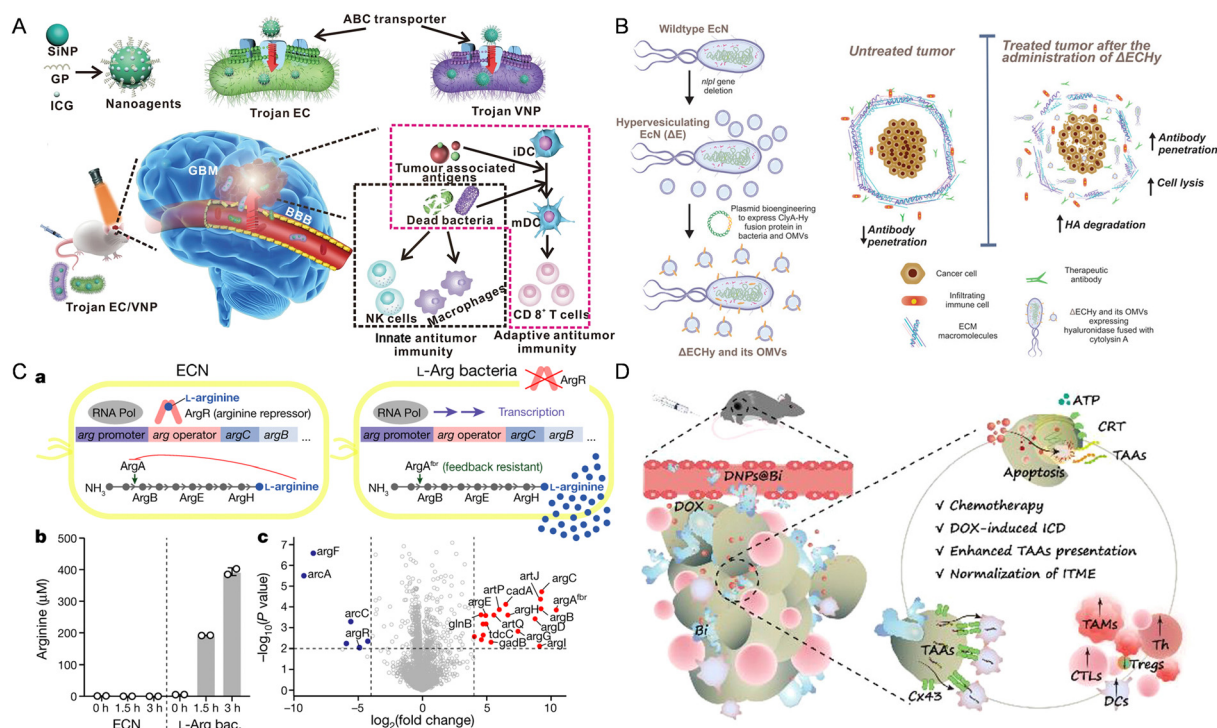 A
SiNP
GP
ICG
Nanoagents
ABC transporter
Trojan EC
Trojan VNP
GBM
BBB
Trojan EC/VNP
Tumour associated
antigens
Dead bacteria
iDC
mDC
NK cells
Macrophages
CD 8⁺ T cells
Innate antitumor
immunity
Adaptive antitumor
immunity
B
Wildtype EcN
nlpI gene
deletion
Hypervesiculating
EcN (ΔE)
Plasmid bioengineering
to express ClyA-Hy
fusion protein in
bacteria and OMVs
ΔECHy and its OMVs
Untreated tumor
Treated tumor after the
administration of ΔECHy
Antibody
penetration
Antibody
penetration
Cell lysis
HA degradation
Cancer cell
Infiltrating
immune cell
ECM
macromolecules
Therapeutic
antibody
ΔECHy and its OMVs
expressing
hyaluronidase fused with
cytolysin A
C
a
ECN
L-arginine
RNA Pol
ArgR (arginine repressor)
arg promoter
arg operator
argC
argB
...
ArgA
NH3
ArgB
ArgE
ArgH
L-arginine
L-Arg bacteria
ArgR
RNA Pol
Transcription
arg promoter
arg operator
argC
argB
...
ArgA^fbr (feedback resistant)
NH3
ArgB
ArgE
ArgH
L-arginine
b
Arginine (μM)
500
400
300
200
100
0
0 h
1.5 h
3 h
0 h
1.5 h
3 h
ECN
L-Arg bac.
c
−log10(P value)
7
6
5
4
3
2
1
0
argF
arcA
arcC
argR
argE
glnB
artP
cadA
artJ
argC
argA^fbr
argH
argB
artQ
argD
tdcC
argG
gadB
argI
−10
−5
0
5
10
log2(fold change)
D
DNPs@Bi
DOX
Bi
ATP
CRT
TAAs
Apoptosis
√ Chemotherapy
√ DOX-induced ICD
√ Enhanced TAAs presentation
√ Normalization of ITME
TAAs
Cx43
TAMs
Th
Tregs
CTLs
DCs